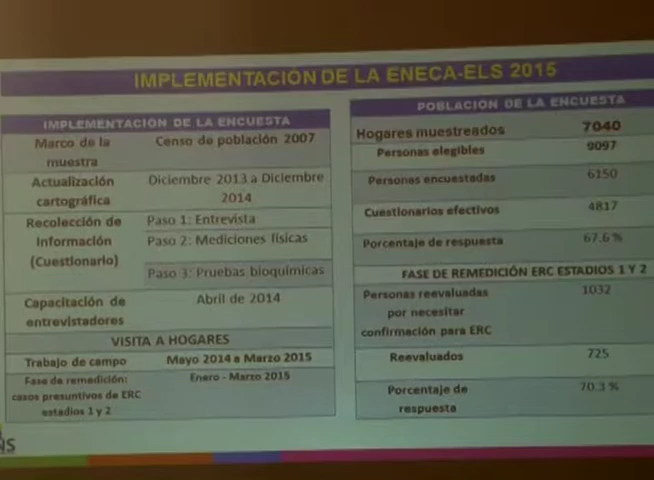 IMPLEMENTACIÓN DE LA ENECA-ELS 2015
IMPLEMENTACIÓN DE LA ENCUESTA
Marco de la muestra Censo de población 2007
Actualización cartográfica Diciembre 2013 a Diciembre 2014
Recolección de Información (Cuestionario)
Paso 1: Entrevista
Paso 2: Mediciones físicas
Paso 3: Pruebas bioquímicas
Capacitación de entrevistadores Abril de 2014
VISITA A HOGARES
Trabajo de campo Mayo 2014 a Marzo 2015
Fase de remedición: casos presuntivos de ERC estadios 1 y 2 Enero - Marzo 2015
POBLACIÓN DE LA ENCUESTA
Hogares muestreados 7040
Personas elegibles 9097
Personas encuestadas 6150
Cuestionarios efectivos 4817
Porcentaje de respuesta 67.6%
FASE DE REMEDICIÓN ERC ESTADIOS 1 Y 2
Personas reevaluadas por necesitar confirmación para ERC 1032
Reevaluados 725
Porcentaje de respuesta 70.3%